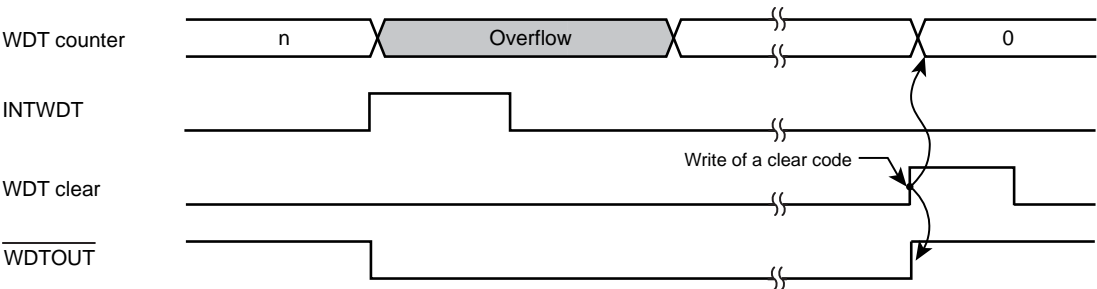 WDT counter n Overflow 0
INTWDT
Write of a clear code
WDT clear
WDTOUT